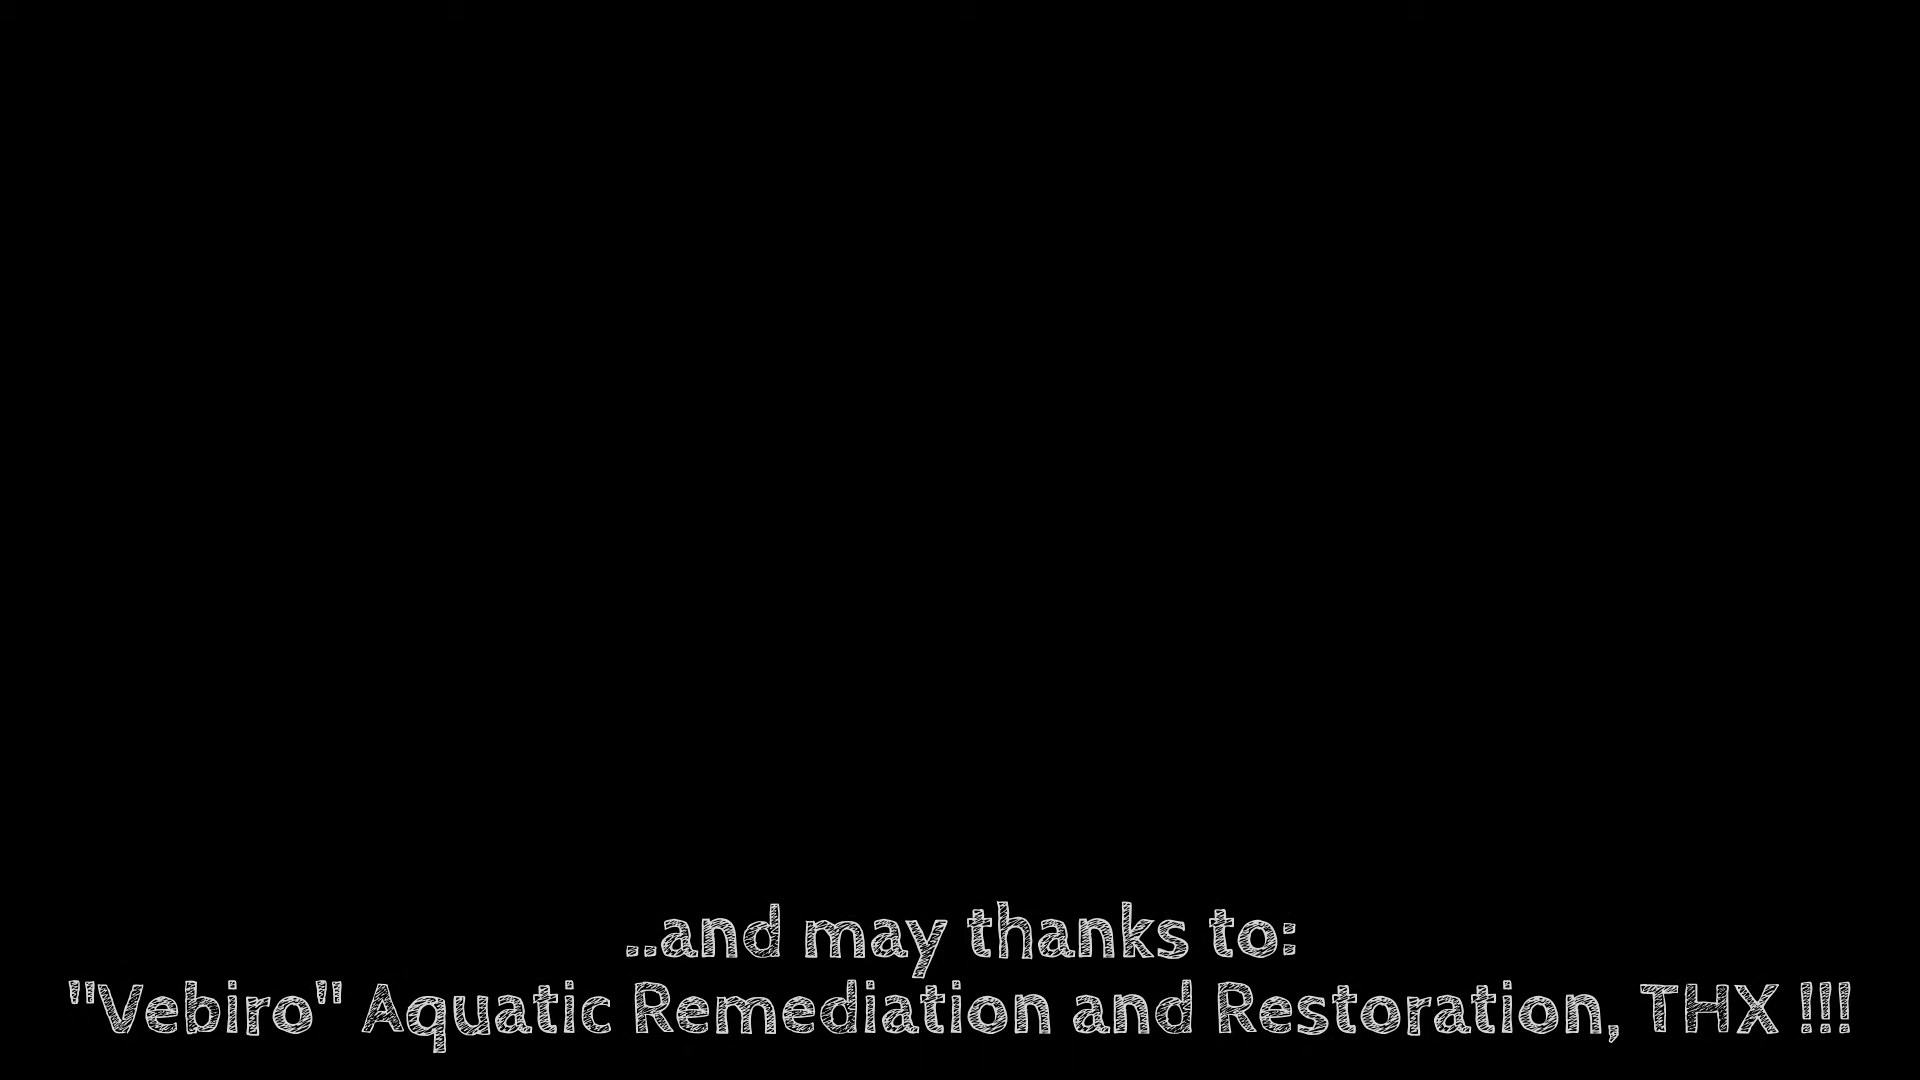 ..and may thanks to:
"Vebiro" Aquatic Remediation and Restoration, THX !!!